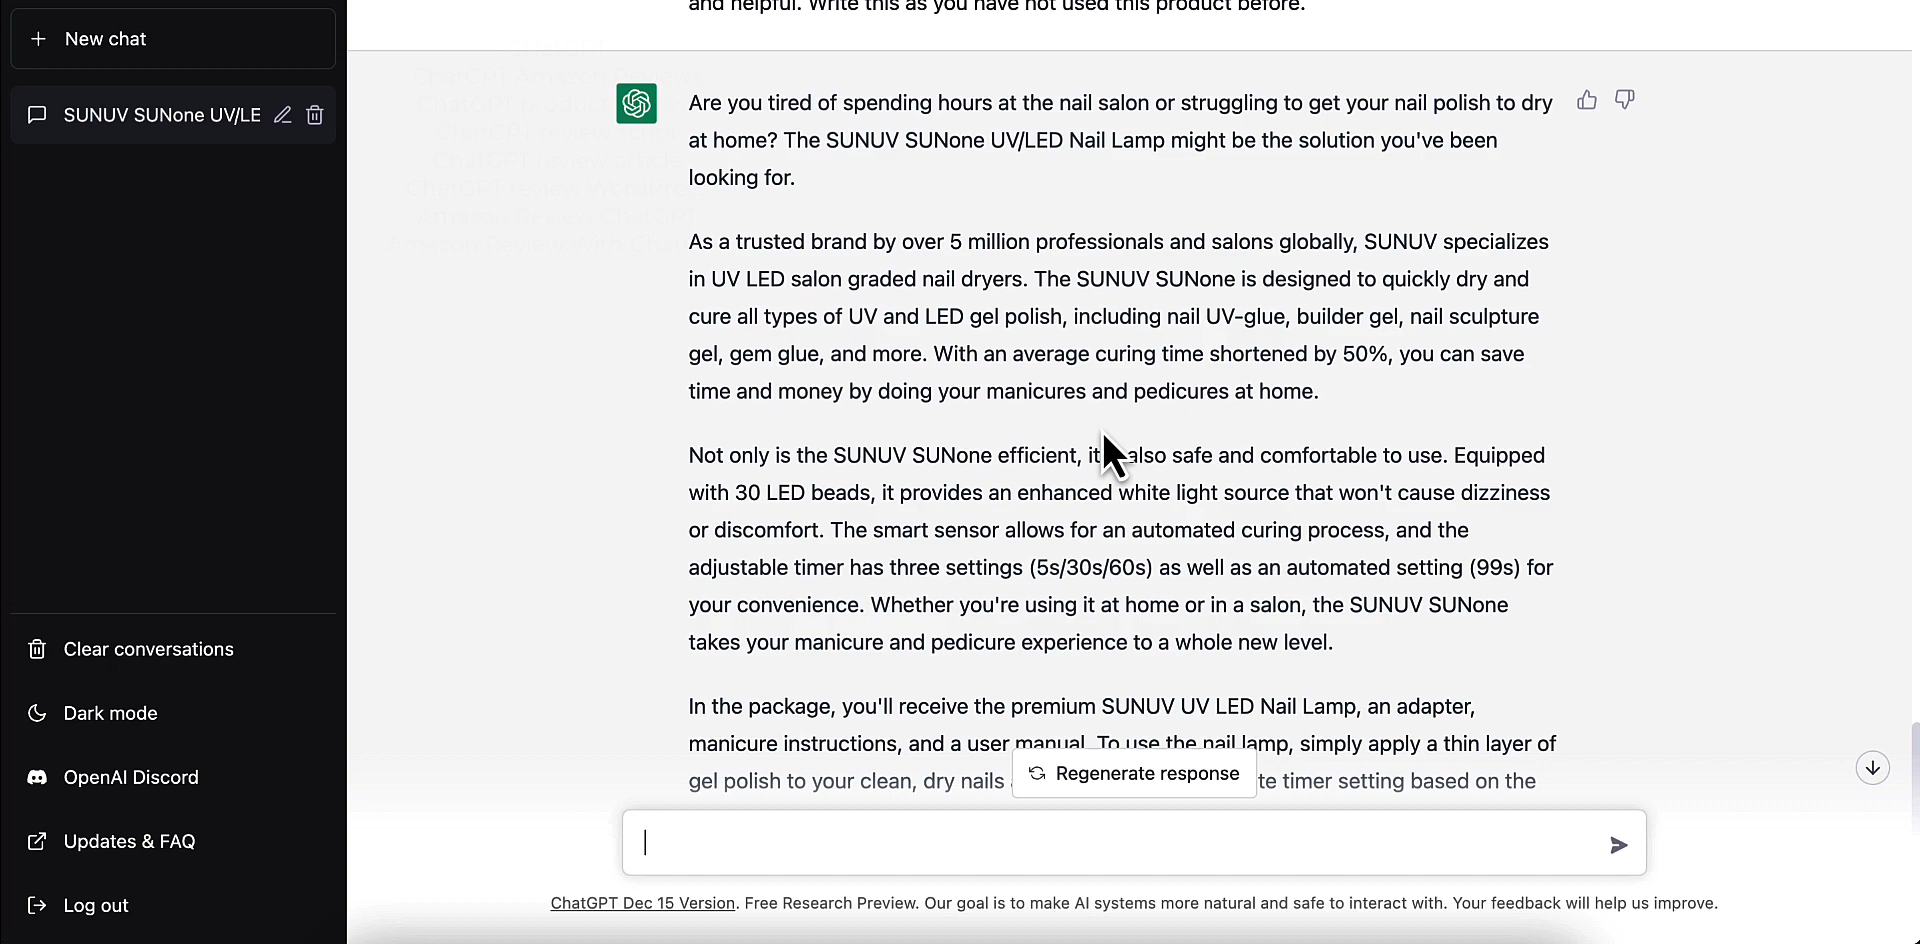 and helpful. Write this as you have not used this product before.
New chat
SUNUV SUNone UV/LE
Are you tired of spending hours at the nail salon or struggling to get your nail polish to dry
at home? The SUNUV SUNone UV/LED Nail Lamp might be the solution you've been
looking for.
As a trusted brand by over 5 million professionals and salons globally, SUNUV specializes
in UV LED salon graded nail dryers. The SUNUV SUNone is designed to quickly dry and
cure all types of UV and LED gel polish, including nail UV-glue, builder gel, nail sculpture
gel, gem glue, and more. With an average curing time shortened by 50%, you can save
time and money by doing your manicures and pedicures at home.
Not only is the SUNUV SUNone efficient, it also safe and comfortable to use. Equipped
with 30 LED beads, it provides an enhanced white light source that won't cause dizziness
or discomfort. The smart sensor allows for an automated curing process, and the
adjustable timer has three settings (5s/30s/60s) as well as an automated setting (99s) for
your convenience. Whether you're using it at home or in a salon, the SUNUV SUNone
takes your manicure and pedicure experience to a whole new level.
In the package, you'll receive the premium SUNUV UV LED Nail Lamp, an adapter,
manicure instructions, and a user manual. To use the nail lamp, simply apply a thin layer of
gel polish to your clean, dry nails te timer setting based on the
Regenerate response
Clear conversations
Dark mode
OpenAI Discord
Updates & FAQ
Log out
ChatGPT Dec 15 Version. Free Research Preview. Our goal is to make AI systems more natural and safe to interact with. Your feedback will help us improve.